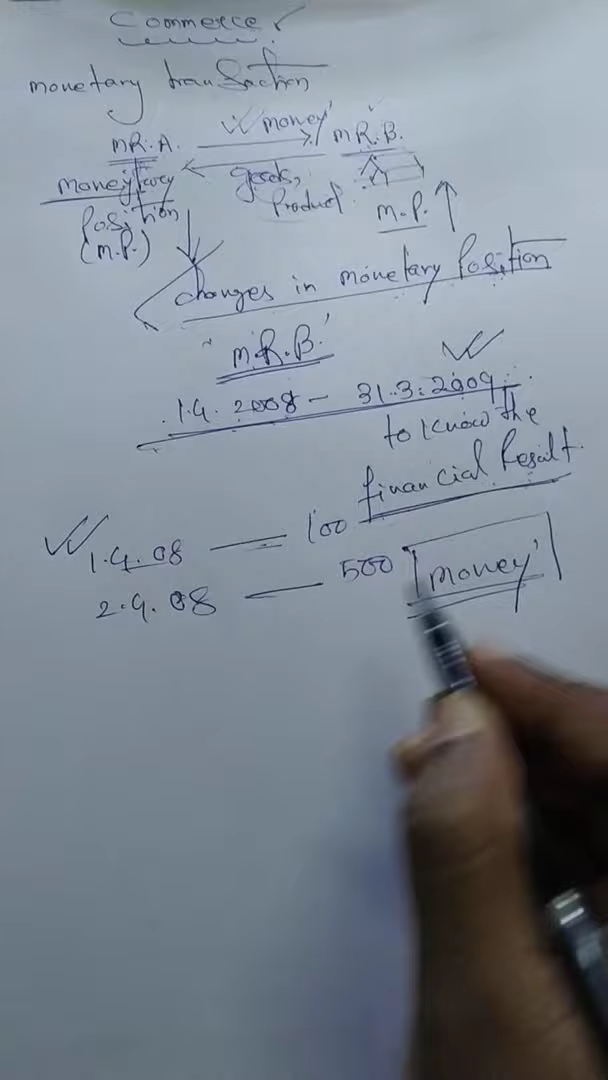 Commerce
monetary transaction
MR.A. money' MR.B.
goods, Product
Monetary Position (M.P.)
M.P.
changes in monetary Position
"M.R.B.'
1.4.2008 – 31.3.2009
to know the
financial Result
1.4.08 — 100
2.4.08 — 500 'money'